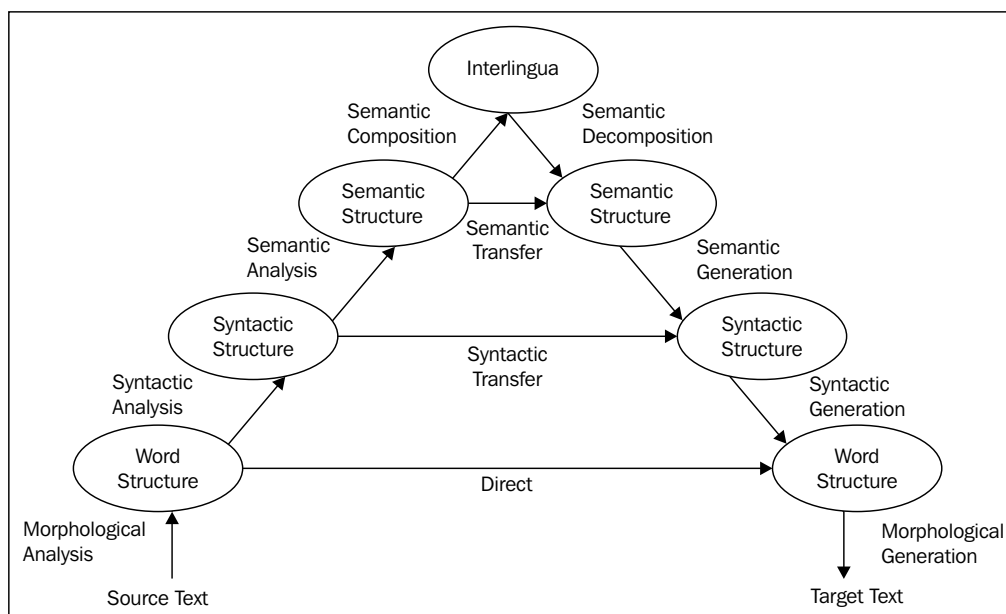 Interlingua
Semantic
Composition
Semantic
Decomposition
Semantic
Structure
Semantic
Structure
Semantic
Transfer
Semantic
Analysis
Semantic
Generation
Syntactic
Structure
Syntactic
Structure
Syntactic
Transfer
Syntactic
Analysis
Syntactic
Generation
Word
Structure
Word
Structure
Direct
Morphological
Analysis
Morphological
Generation
Source Text
Target Text